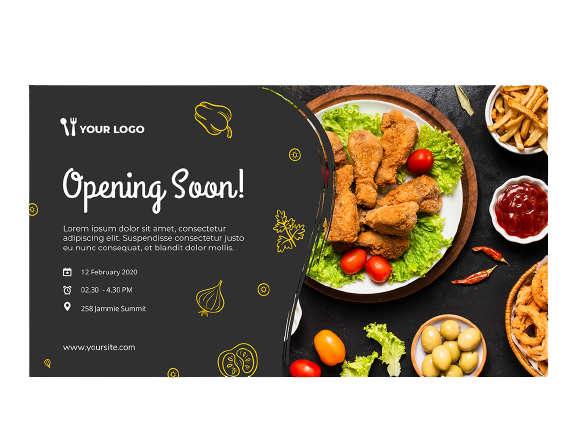 YOUR LOGO
Opening Soon!
Lorem ipsum dolor sit amet, consectetur
adipiscing elit. Suspendisse consectetur justo
eu nunc consequat, et blandit dolor mollis.
12 February 2020
02.30 - 4.30 PM
258 Jammie Summit
www.yoursite.com